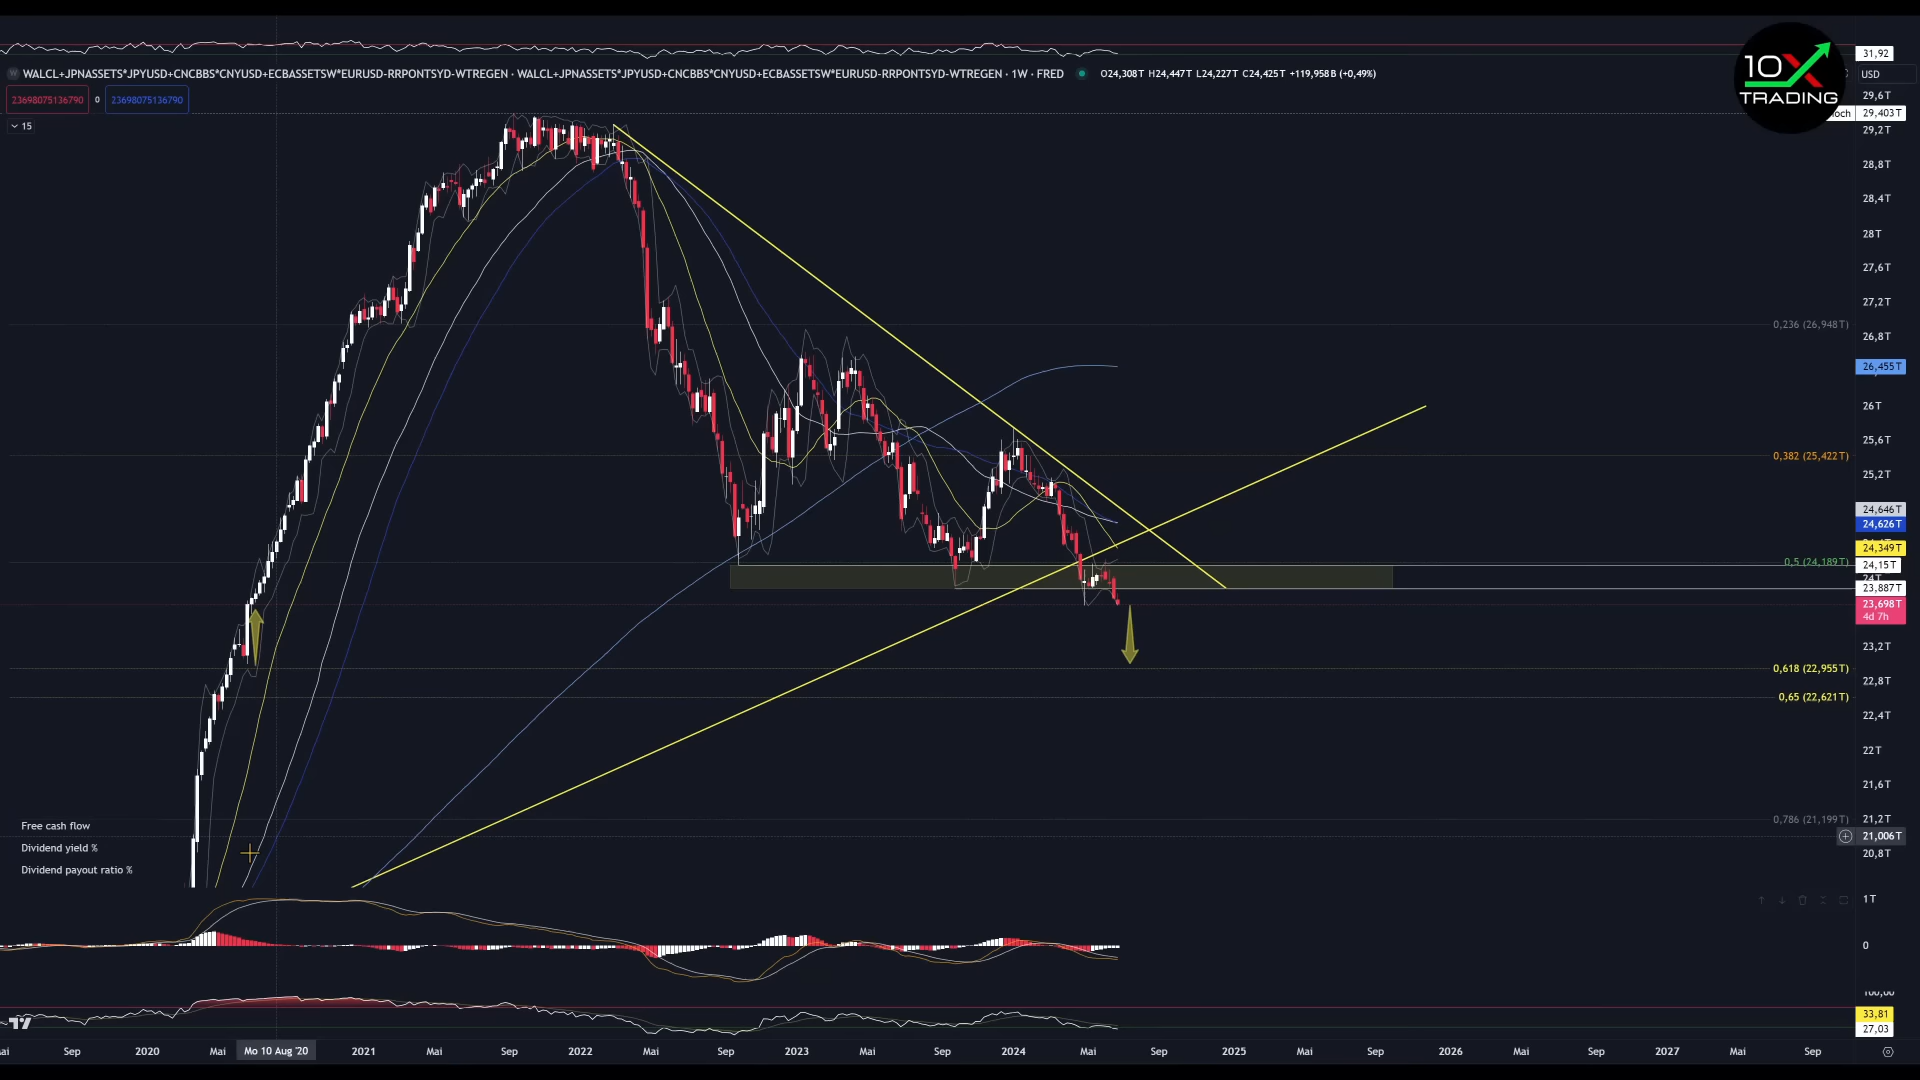 31,92
10X
TRADING
WALCL+JPNASSETS*JPYUSD+CNCBBS*CNYUSD+ECBASSETSW*EURUSD-RRPONTSYD-WTREGEN · WALCL+JPNASSETS*JPYUSD+CNCBBS*CNYUSD+ECBASSETSW*EURUSD-RRPONTSYD-WTREGEN · 1W · FRED O24,308T H24,447T L24,227T C24,425T +119,958B (+0,49%)
USD
23698075136790 0 23698075136790
29,6T
och 29,403T
15
29,2T
28,8T
28,4T
28T
27,6T
27,2T
0,236 (26,948T)
26,8T
26,455T
26T
25,6T
0,382 (25,422T)
25,2T
24,646T
24,626T
24,349T
0,5 (24,189T)
24,15T
24T
23,887T
23,698T
4d 7h
23,2T
0,618 (22,955T)
22,8T
0,65 (22,621T)
22,4T
22T
21,6T
0,786 (21,199T)
21,2T
Free cash flow
21,006T
Dividend yield %
20,8T
Dividend payout ratio %
1T
0
100,00
33,81
27,03
ai Sep 2020 Mai Mo 10 Aug '20 2021 Mai Sep 2022 Mai Sep 2023 Mai Sep 2024 Mai Sep 2025 Mai Sep 2026 Mai Sep 2027 Mai Sep